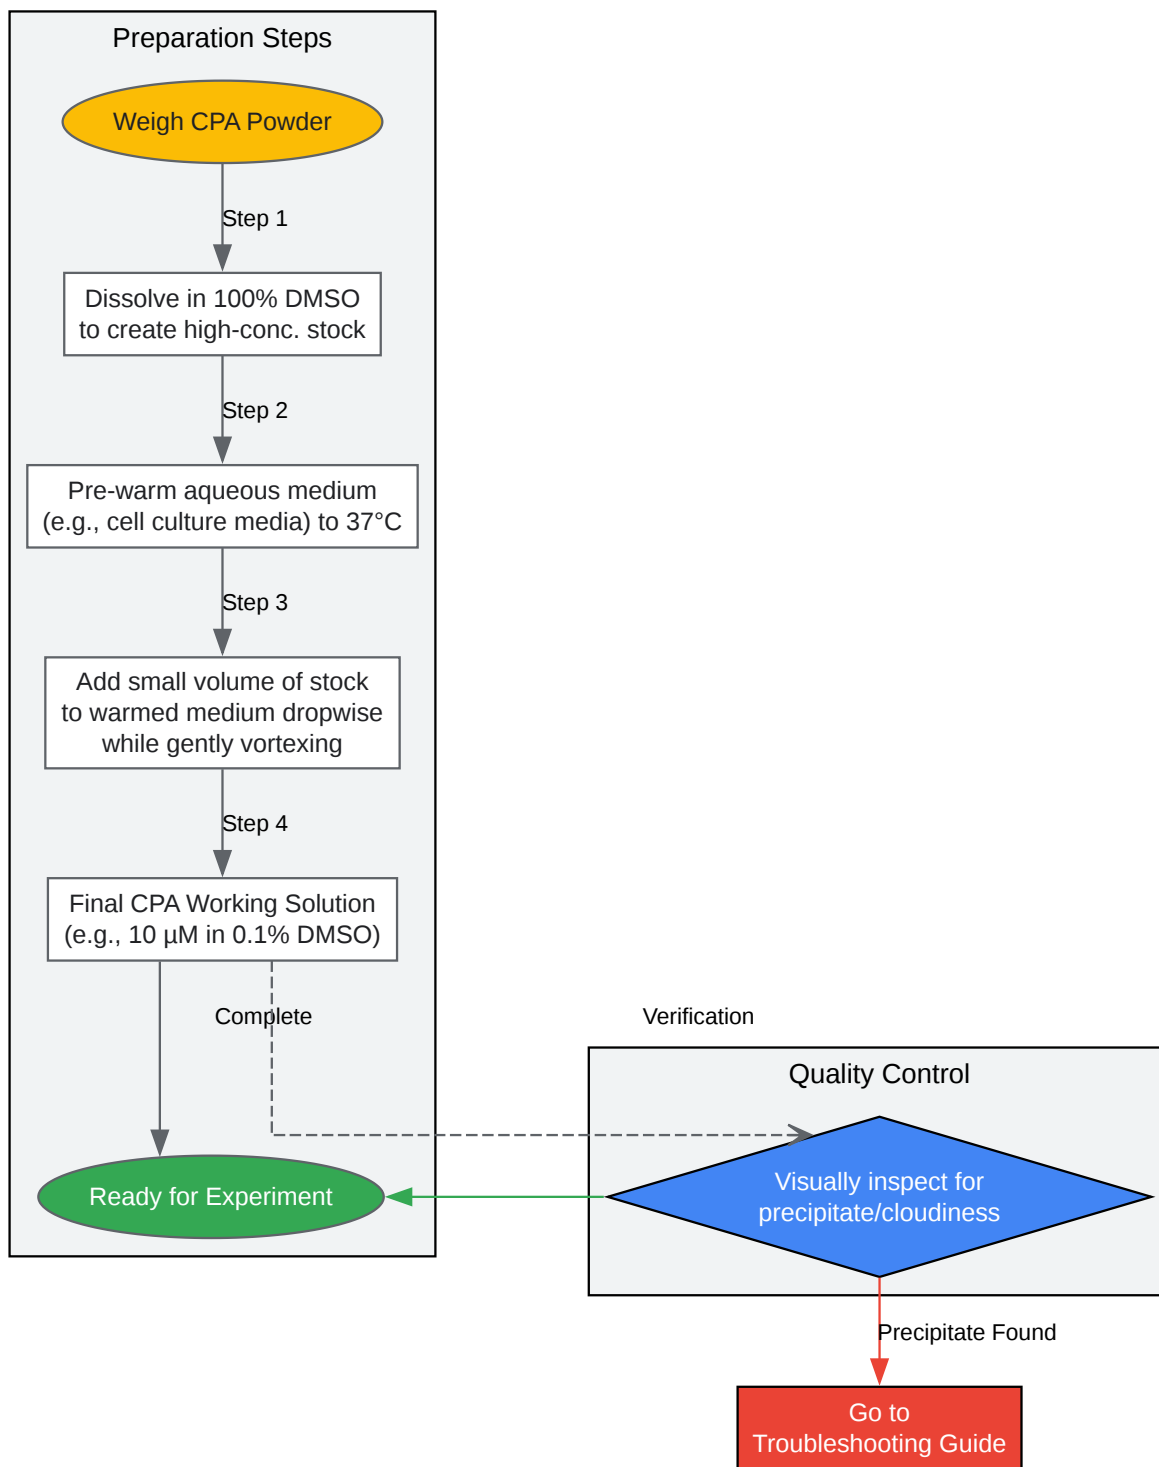 Preparation Steps
Weigh CPA Powder
Step 1
Dissolve in 100% DMSO
to create high-conc. stock
Step 2
Pre-warm aqueous medium
(e.g., cell culture media) to 37°C
Step 3
Add small volume of stock
to warmed medium dropwise
while gently vortexing
Step 4
Final CPA Working Solution
(e.g., 10 µM in 0.1% DMSO)
Complete
Verification
Quality Control
Visually inspect for
precipitate/cloudiness
Ready for Experiment
Precipitate Found
Go to
Troubleshooting Guide